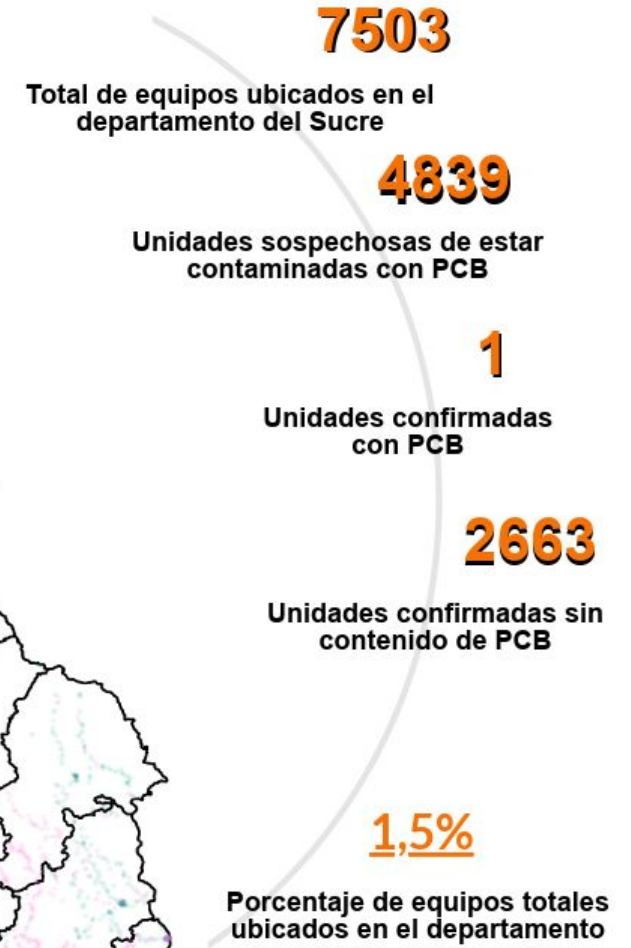 7503
Total de equipos ubicados en el
departamento del Sucre
4839
Unidades sospechosas de estar
contaminadas con PCB
1
Unidades confirmadas
con PCB
2663
Unidades confirmadas sin
contenido de PCB
1,5%
Porcentaje de equipos totales
ubicados en el departamento